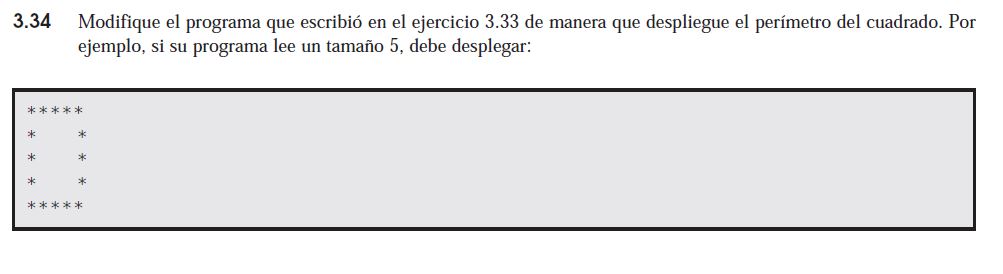 3.34 Modifique el programa que escribió en el ejercicio 3.33 de manera que despliegue el perímetro del cuadrado. Por
ejemplo, si su programa lee un tamaño 5, debe desplegar:
*****
*   *
*   *
*   *
*****